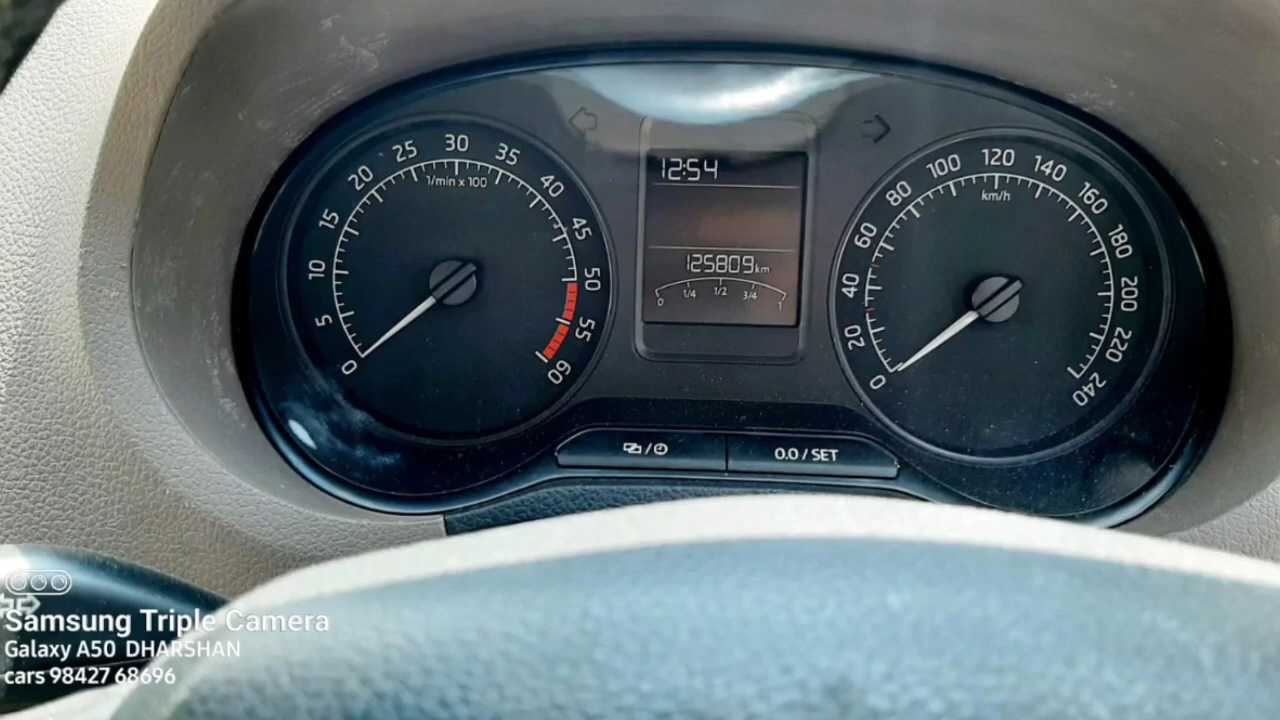 0 5 10 15 20 25 30 35 40 45 50 55 60
1/min x 100
12:54
125809km
0 1/4 1/2 3/4 1
0 20 40 60 80 100 120 140 160 180 200 220 240
km/h
/
0.0 / SET
Samsung Triple Camera
Galaxy A50 DHARSHAN
cars 98427 68696